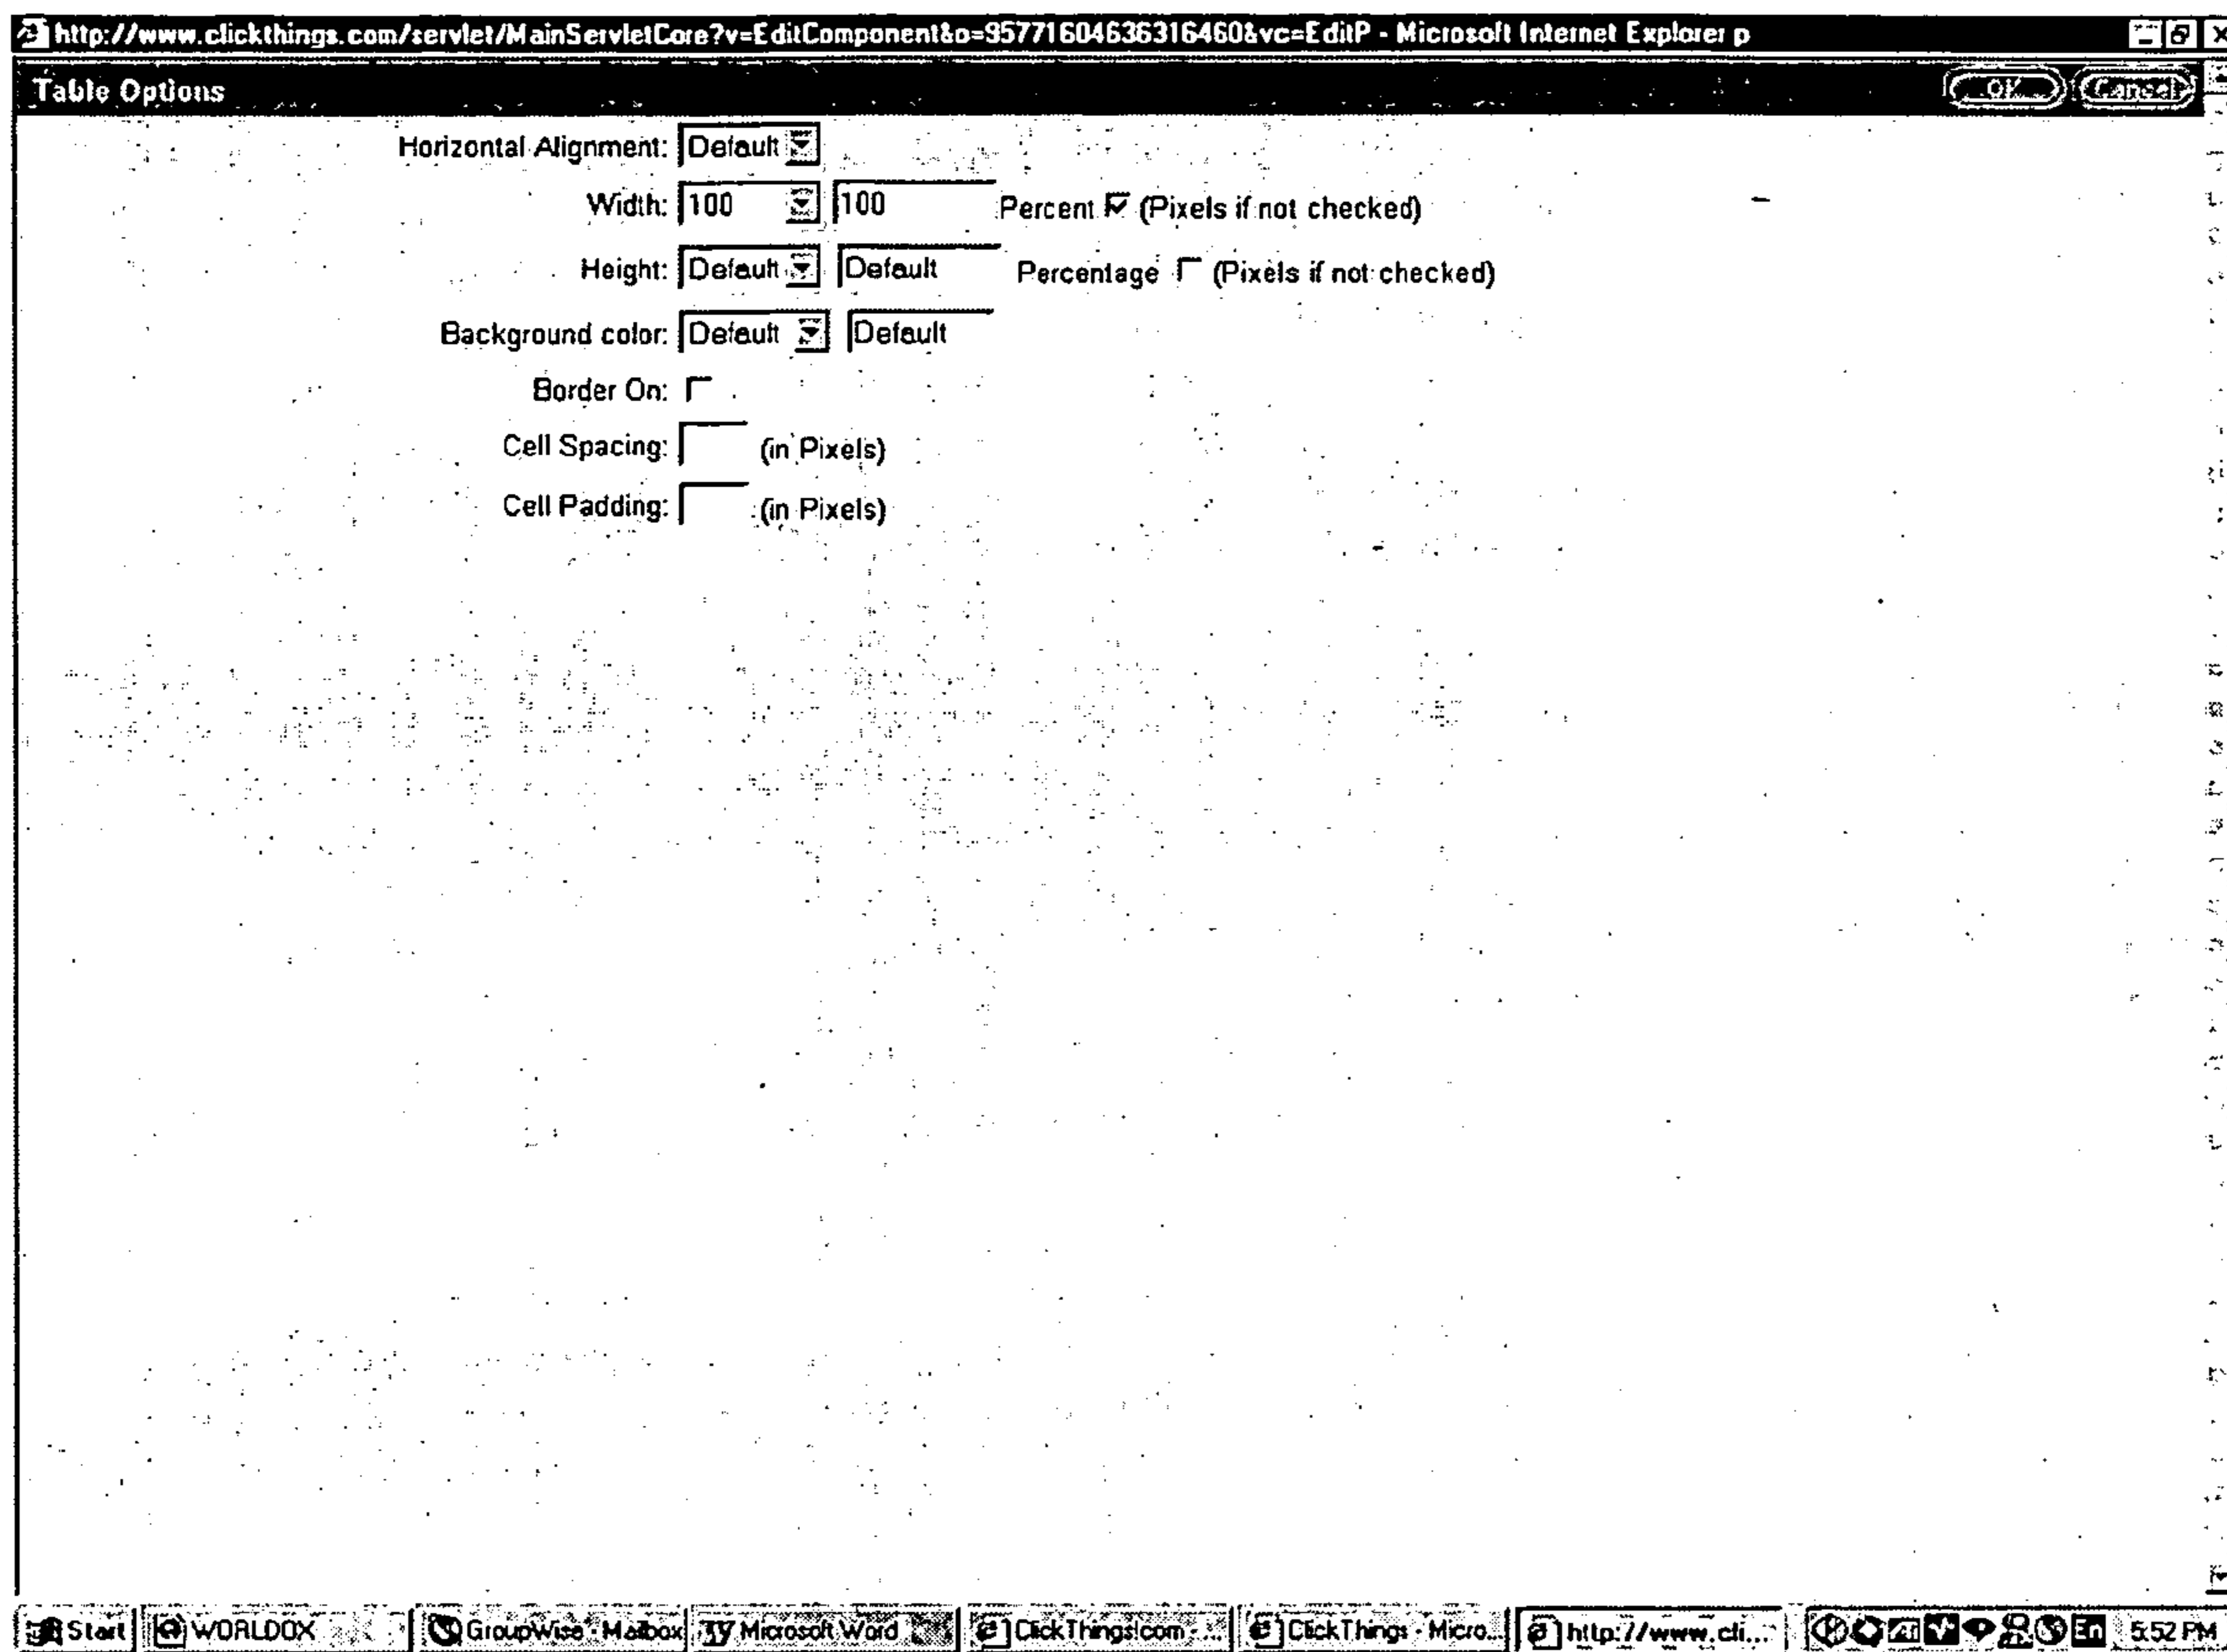 http://www.clickthings.com/servlet/MainServletCore?v=EditComponent&o=95771604636316460&vc=EditP - Microsoft Internet Explorer p
Table Options OK Cancel
Horizontal Alignment: Default
Width: 100 100 Percent (Pixels if not checked)
Height: Default Default Percentage (Pixels if not checked)
Background color: Default Default
Border On:
Cell Spacing: (in Pixels)
Cell Padding: (in Pixels)
Start WORLDOX GroupWise - Mailbox Microsoft Word ClickThings!com - ... ClickThings - Micro... http://www.cli... En 5:52 PM